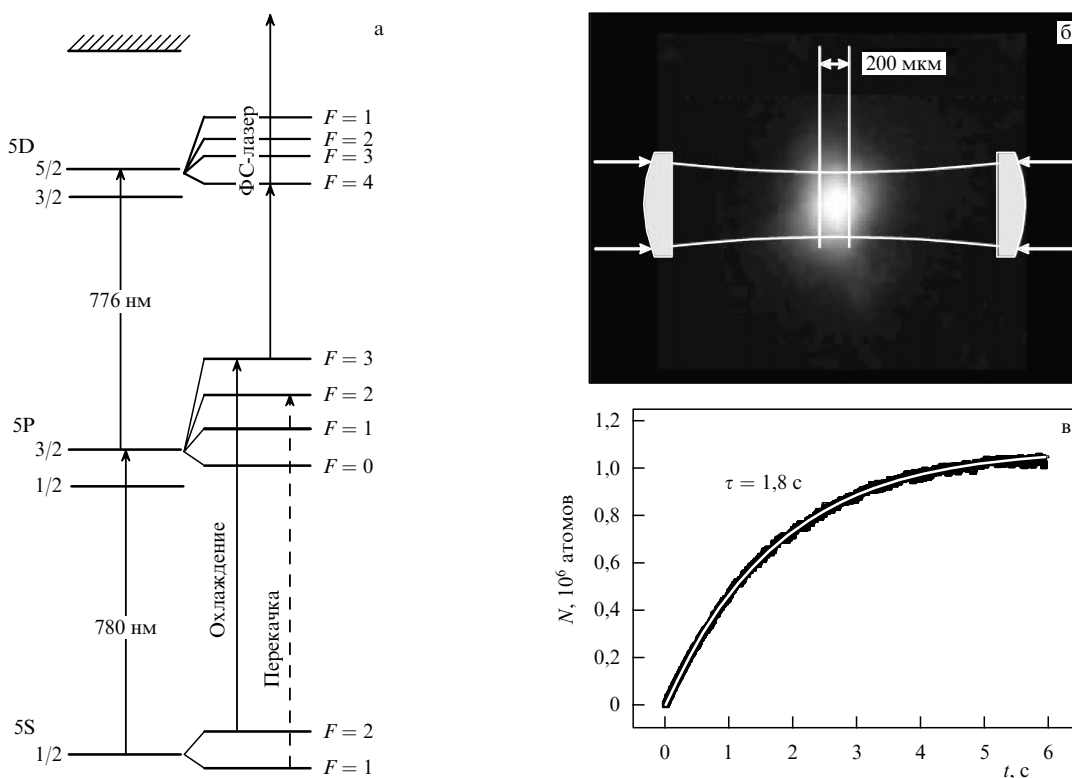 а
5D
5/2
3/2
F = 1
F = 2
F = 3
F = 4
ФС-лазер
776 нм
5P
3/2
1/2
F = 3
F = 2
F = 1
F = 0
780 нм
Охлаждение
Перекачка
5S
1/2
F = 2
F = 1
б
200 мкм
в
1,2
1,0
0,8
0,6
0,4
0,2
0
N, 10⁶ атомов
τ = 1,8 с
0 1 2 3 4 5 6
t, с